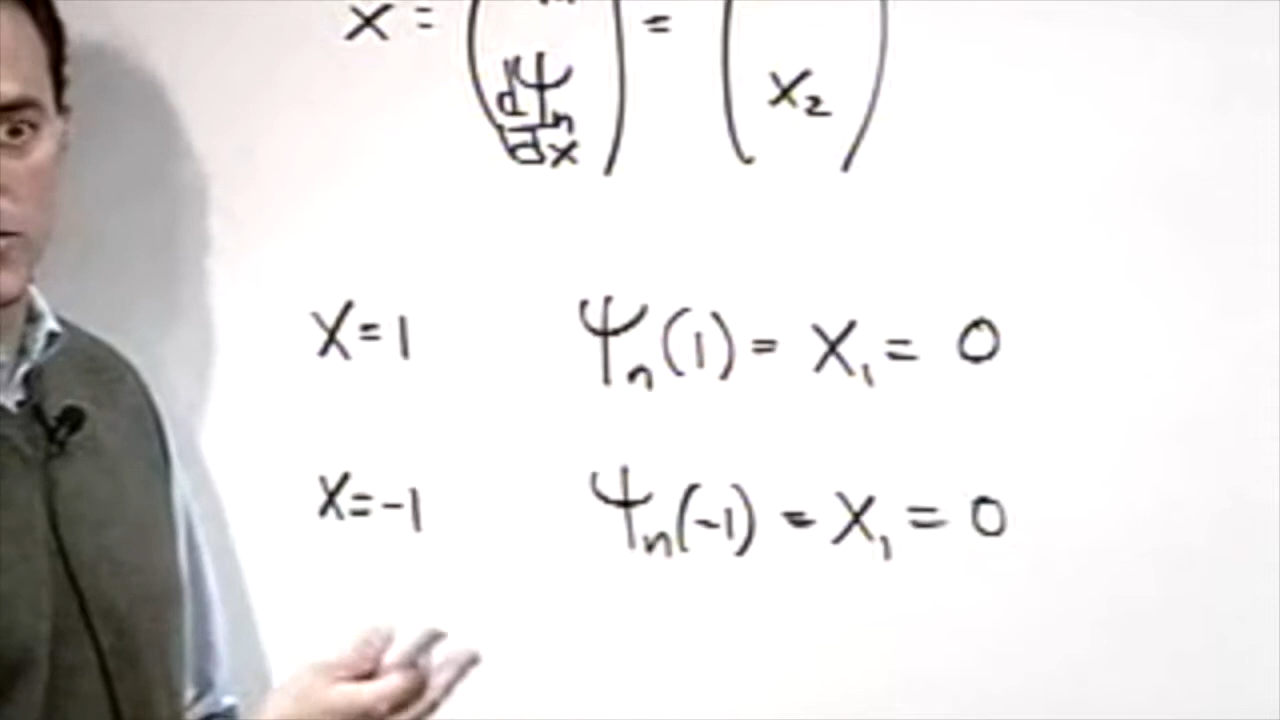 x = ( dψn/dx ) = ( x2 )
x=1 ψn(1) = x1 = 0
x=-1 ψn(-1) = x1 = 0